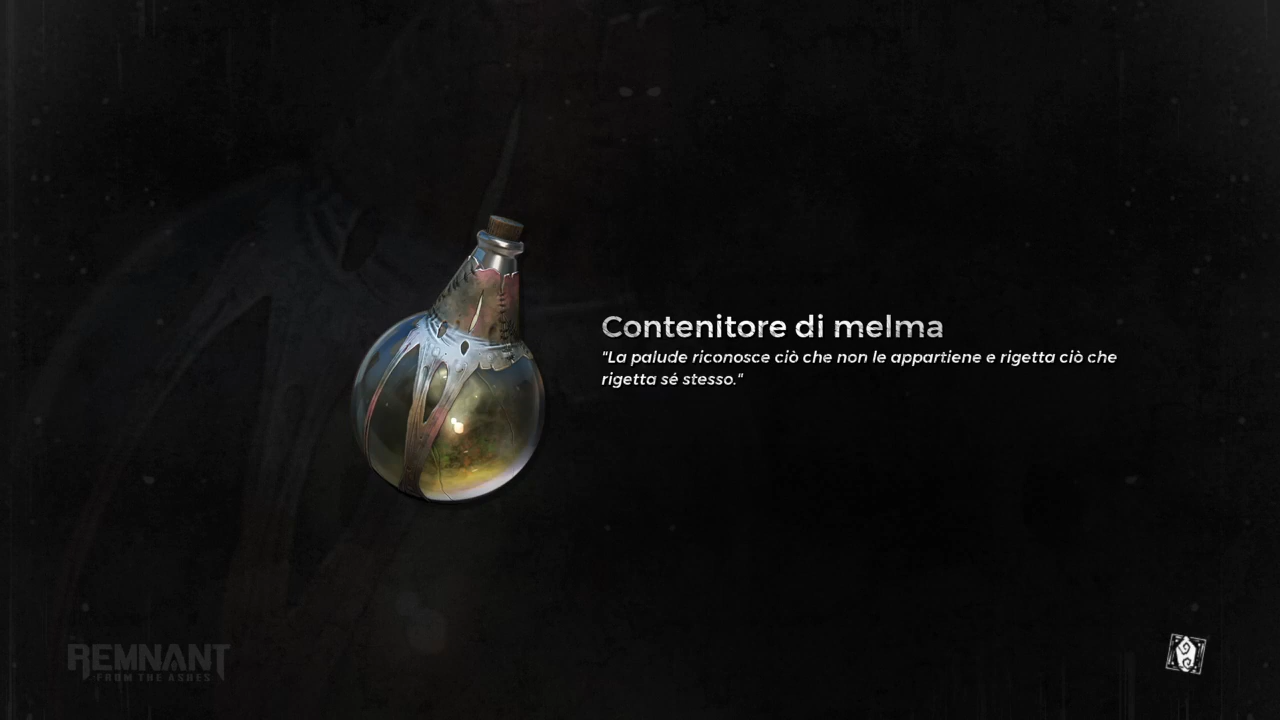 Contenitore di melma
"La palude riconosce ciò che non le appartiene e rigetta ciò che
rigetta sé stesso."
REMNANT
FROM THE ASHES